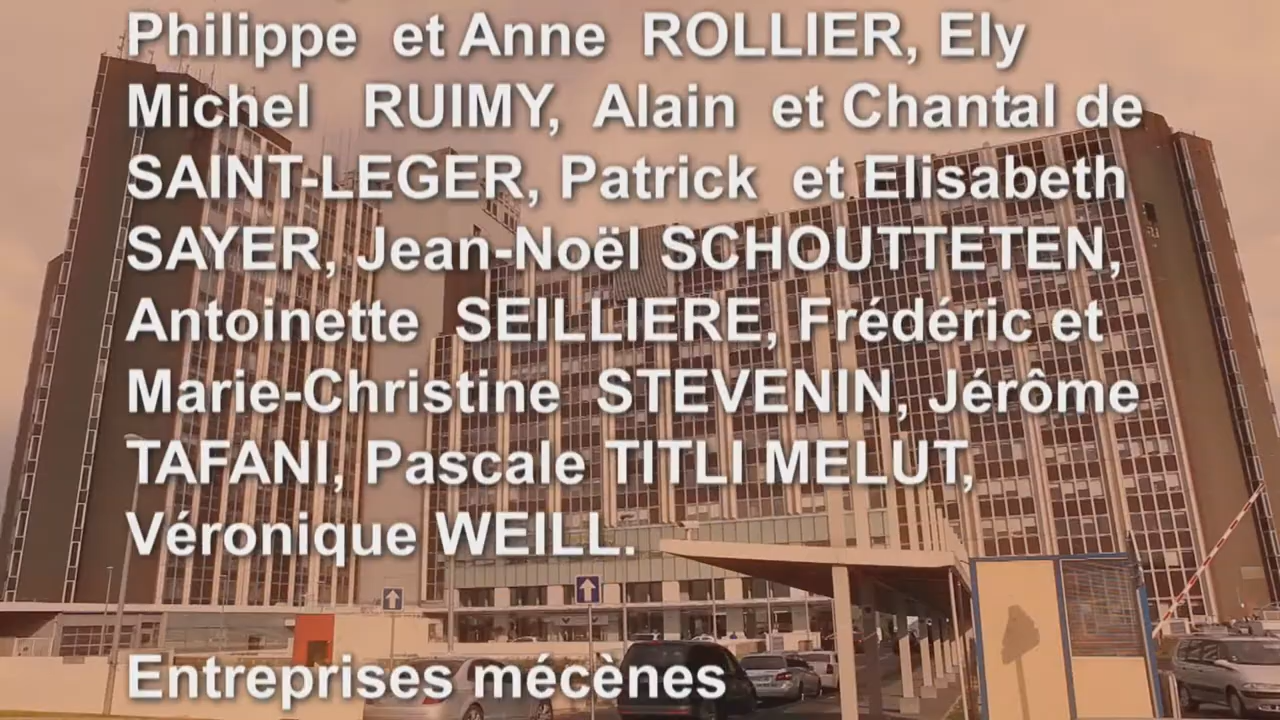 Philippe et Anne ROLLIER, Ely
Michel RUIMY, Alain et Chantal de
SAINT-LEGER, Patrick et Elisabeth
SAYER, Jean-Noël SCHOUTTETEN,
Antoinette SEILLIERE, Frédéric et
Marie-Christine STEVENIN, Jérôme
TAFANI, Pascale TITLI MELUT,
Véronique WEILL.
Entreprises mécènes